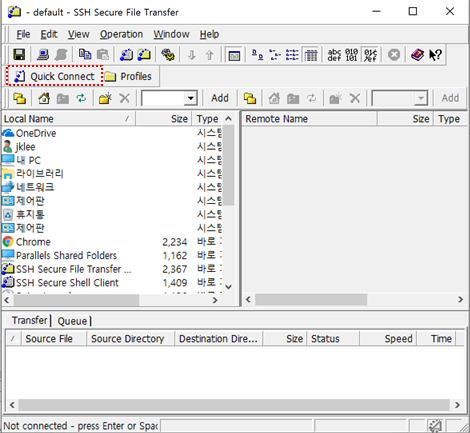 - default - SSH Secure File Transfer
File Edit View Operation Window Help
abc def 010 101
Quick Connect Profiles
Add Add
Local Name / Size Type
Remote Name Size Type
OneDrive 시스템
jklee 시스템
내 PC 시스템
라이브러리 시스템
네트워크 시스템
제어판 시스템
휴지통 시스템
제어판 시스템
Chrome 2,234 바로
Parallels Shared Folders 1,162 바로
SSH Secure File Transfer ... 2,367 바로
SSH Secure Shell Client 1,409 바로
Transfer Queue
/ Source File Source Directory Destination Dire... Size Status Speed Time
Not connected - press Enter or Spac